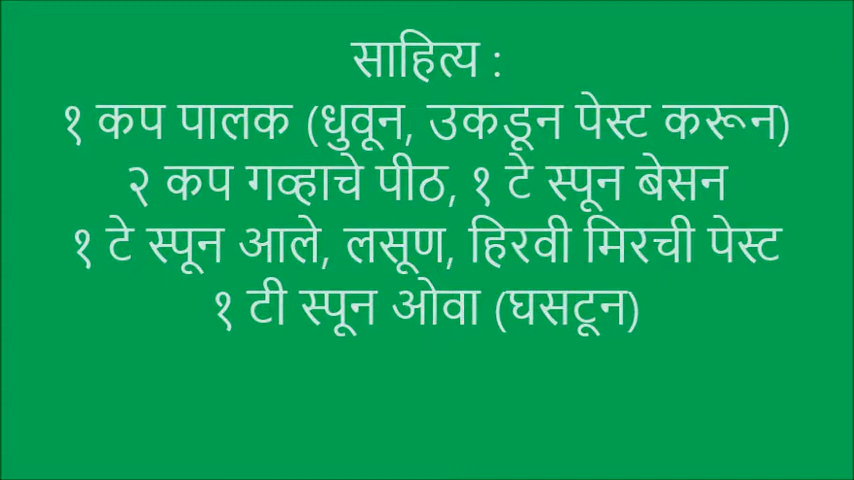 साहित्य :
१ कप पालक (धुवून, उकडून पेस्ट करून)
२ कप गव्हाचे पीठ, १ टे स्पून बेसन
१ टे स्पून आले, लसूण, हिरवी मिरची पेस्ट
१ टी स्पून ओवा (घसटून)